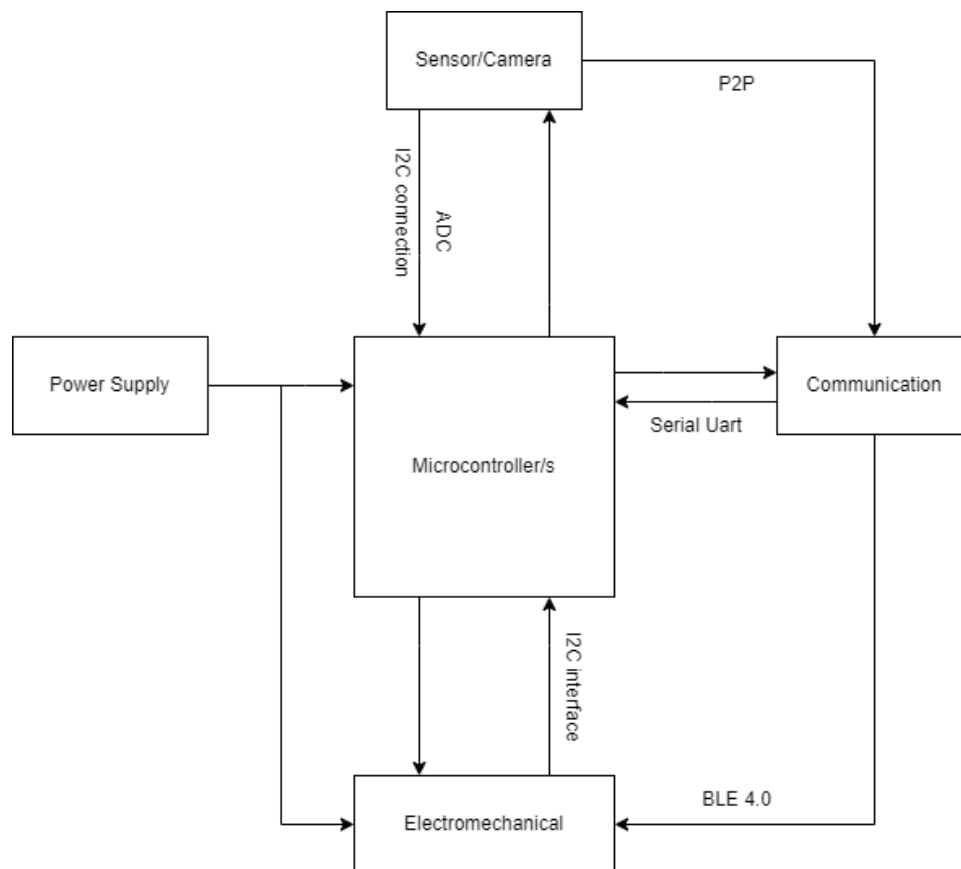 Sensor/Camera
P2P
I2C connection
ADC
Power Supply
Communication
Serial Uart
Microcontroller/s
I2C interface
BLE 4.0
Electromechanical